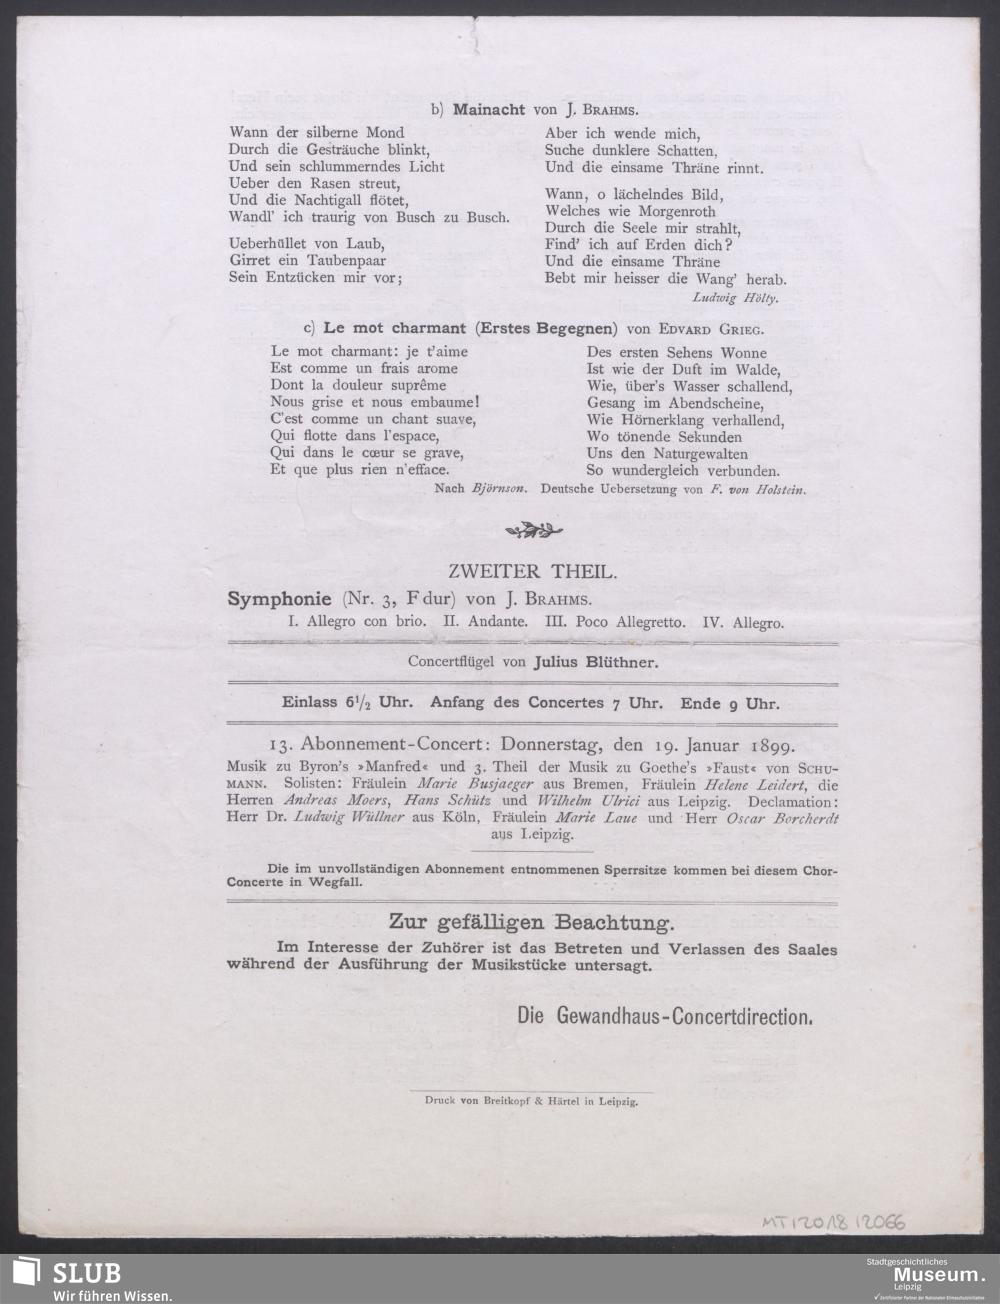 b) Mainacht von J. Brahms.
Wann der silberne Mond
Durch die Gesträuche blinkt,
Und sein schlummerndes Licht
Ueber den Rasen streut,
Und die Nachtigall flötet,
Wandl' ich traurig von Busch zu Busch.
Ueberhüllet von Laub,
Girret ein Taubenpaar
Sein Entzücken mir vor;
Aber ich wende mich,
Suche dunklere Schatten,
Und die einsame Thräne rinnt.
Wann, o lächelndes Bild,
Welches wie Morgenroth
Durch die Seele mir strahlt,
Find' ich auf Erden dich?
Und die einsame Thräne
Bebt mir heisser die Wang' herab.
Ludwig Hölty.
c) Le mot charmant (Erstes Begegnen) von Edvard Grieg.
Le mot charmant: je t'aime
Est comme un frais arome
Dont la douleur suprême
Nous grise et nous embaume!
C'est comme un chant suave,
Qui flotte dans l'espace,
Qui dans le cœur se grave,
Et que plus rien n'efface.
Des ersten Sehens Wonne
Ist wie der Duft im Walde,
Wie, über's Wasser schallend,
Gesang im Abendscheine,
Wie Hörnerklang verhallend,
Wo tönende Sekunden
Uns den Naturgewalten
So wundergleich verbunden.
Nach Björnson. Deutsche Uebersetzung von F. von Holstein.
ZWEITER THEIL.
Symphonie (Nr. 3, F dur) von J. Brahms.
I. Allegro con brio. II. Andante. III. Poco Allegretto. IV. Allegro.
Concertflügel von Julius Blüthner.
Einlass 6½ Uhr. Anfang des Concertes 7 Uhr. Ende 9 Uhr.
13. Abonnement-Concert: Donnerstag, den 19. Januar 1899.
Musik zu Byron's »Manfred« und 3. Theil der Musik zu Goethe's »Faust« von Schu-
mann. Solisten: Fräulein Marie Busjaeger aus Bremen, Fräulein Helene Leidert, die
Herren Andreas Moers, Hans Schütz und Wilhelm Ulrici aus Leipzig. Declamation:
Herr Dr. Ludwig Wüllner aus Köln, Fräulein Marie Laue und Herr Oscar Borcherdt
aus Leipzig.
Die im unvollständigen Abonnement entnommenen Sperrsitze kommen bei diesem Chor-
Concerte in Wegfall.
Zur gefälligen Beachtung.
Im Interesse der Zuhörer ist das Betreten und Verlassen des Saales
während der Ausführung der Musikstücke untersagt.
Die Gewandhaus-Concertdirection.
Druck von Breitkopf & Härtel in Leipzig.
MT/2018/2066
SLUB
Wir führen Wissen.
Stadtgeschichtliches
Museum.
Leipzig
Zertifizierter Partner der Nationalen Klimaschutzinitiative